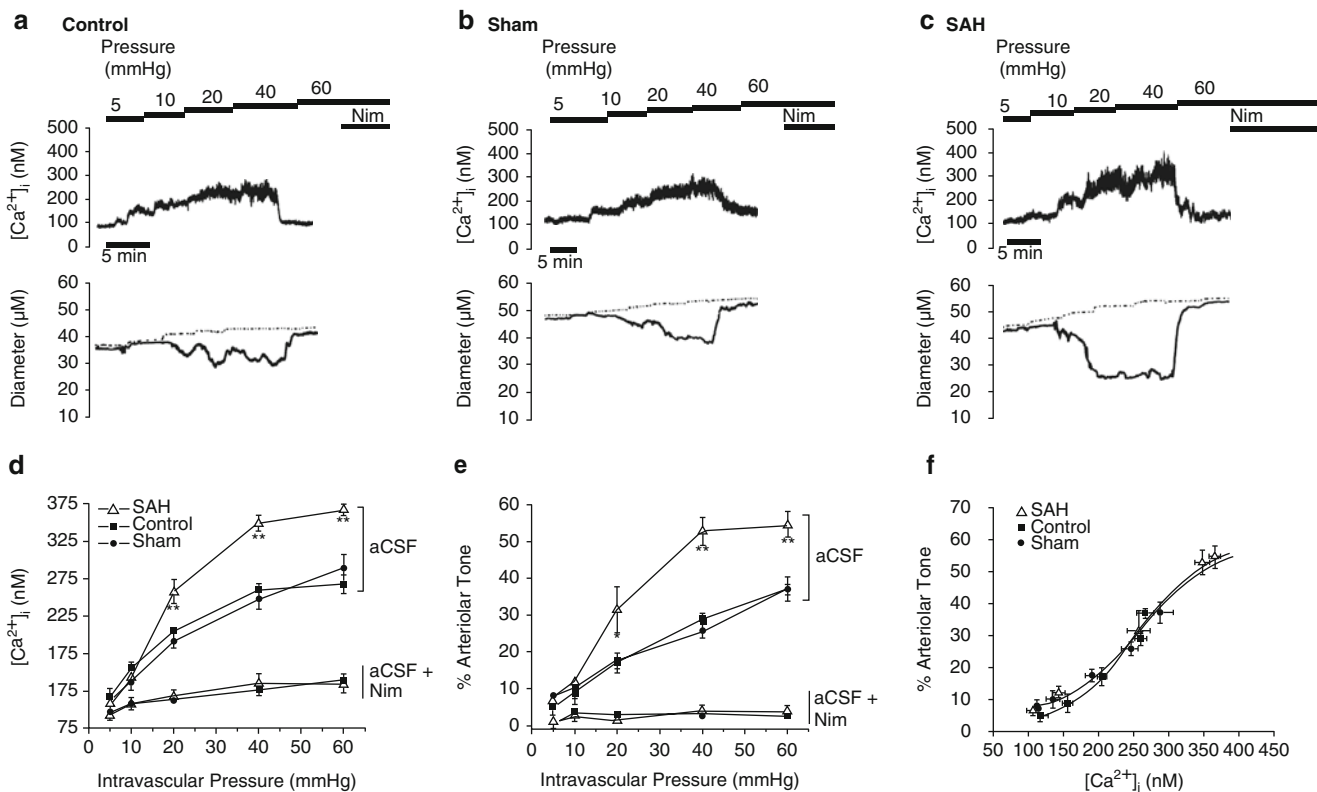 a Control
Pressure
(mmHg)
5 10 20 40 60
Nim
[Ca²⁺]ᵢ (nM)
500
400
300
200
100
0
5 min
Diameter (µM)
60
50
40
30
20
10
b Sham
Pressure
(mmHg)
5 10 20 40 60
Nim
[Ca²⁺]ᵢ (nM)
500
400
300
200
100
0
5 min
Diameter (µM)
60
50
40
30
20
10
c SAH
Pressure
(mmHg)
5 10 20 40 60
Nim
[Ca²⁺]ᵢ (nM)
500
400
300
200
100
0
5 min
Diameter (µM)
60
50
40
30
20
10
d
SAH
Control
Sham
[Ca²⁺]ᵢ (nM)
375
325
275
225
175
175
75
** ** **
aCSF
aCSF +
Nim
0 10 20 30 40 50 60
Intravascular Pressure (mmHg)
e
% Arteriolar Tone
60
50
40
30
20
10
0
* ** **
aCSF
aCSF +
Nim
0 10 20 30 40 50 60
Intravascular Pressure (mmHg)
f
SAH
Control
Sham
% Arteriolar Tone
70
60
50
40
30
20
10
0
50 100 150 200 250 300 350 400 450
[Ca²⁺]ᵢ (nM)